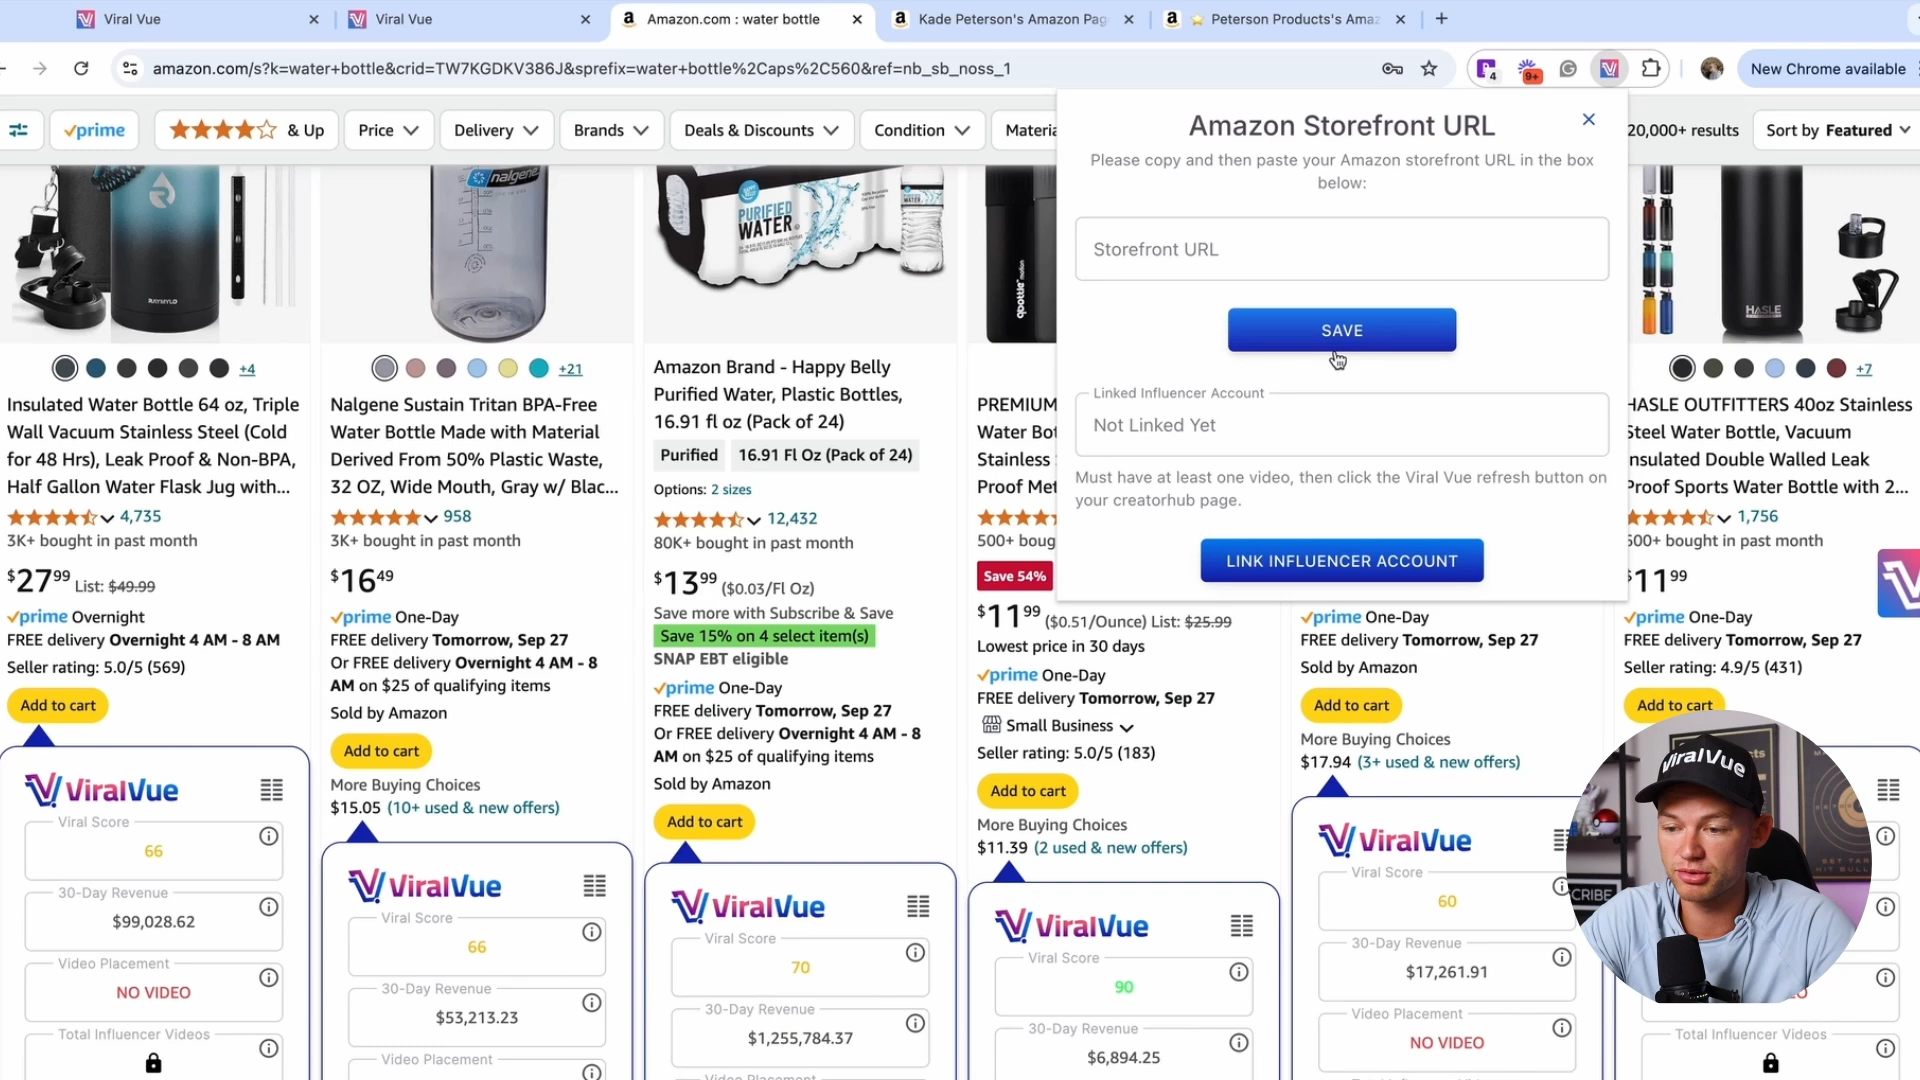 Viral Vue
Viral Vue
Amazon.com : water bottle
Kade Peterson's Amazon Pag
Peterson Products's Amaz
amazon.com/s?k=water+bottle&crid=TW7KGDKV386J&sprefix=water+bottle%2Caps%2C560&ref=nb_sb_noss_1
4
9+
New Chrome available
prime
& Up
Price
Delivery
Brands
Deals & Discounts
Condition
Materia
20,000+ results
Sort by Featured
Amazon Storefront URL
Please copy and then paste your Amazon storefront URL in the box
below:
Storefront URL
SAVE
Linked Influencer Account
Not Linked Yet
Must have at least one video, then click the Viral Vue refresh button on
your creatorhub page.
LINK INFLUENCER ACCOUNT
RAYMYLO
+4
Insulated Water Bottle 64 oz, Triple
Wall Vacuum Stainless Steel (Cold
for 48 Hrs), Leak Proof & Non-BPA,
Half Gallon Water Flask Jug with...
4,735
3K+ bought in past month
$27.99 List: $49.99
prime Overnight
FREE delivery Overnight 4 AM - 8 AM
Seller rating: 5.0/5 (569)
Add to cart
ViralVue
Viral Score
66
30-Day Revenue
$99,028.62
Video Placement
NO VIDEO
Total Influencer Videos
nalgene
+21
Nalgene Sustain Tritan BPA-Free
Water Bottle Made with Material
Derived From 50% Plastic Waste,
32 OZ, Wide Mouth, Gray w/ Blac...
958
3K+ bought in past month
$16.49
prime One-Day
FREE delivery Tomorrow, Sep 27
Or FREE delivery Overnight 4 AM - 8
AM on $25 of qualifying items
Sold by Amazon
Add to cart
More Buying Choices
$15.05 (10+ used & new offers)
ViralVue
Viral Score
66
30-Day Revenue
$53,213.23
Video Placement
PURIFIED
WATER
Amazon Brand - Happy Belly
Purified Water, Plastic Bottles,
16.91 fl oz (Pack of 24)
Purified
16.91 Fl Oz (Pack of 24)
Options: 2 sizes
12,432
80K+ bought in past month
$13.99 ($0.03/Fl Oz)
Save more with Subscribe & Save
Save 15% on 4 select item(s)
SNAP EBT eligible
prime One-Day
FREE delivery Tomorrow, Sep 27
Or FREE delivery Overnight 4 AM - 8
AM on $25 of qualifying items
Sold by Amazon
Add to cart
ViralVue
Viral Score
70
30-Day Revenue
$1,255,784.37
Video Placement
PREMIUM
Water Bot
Stainless
Proof Met
500+ boug
Save 54%
$11.99 ($0.51/Ounce) List: $25.99
Lowest price in 30 days
prime One-Day
FREE delivery Tomorrow, Sep 27
Small Business
Seller rating: 5.0/5 (183)
Add to cart
More Buying Choices
$11.39 (2 used & new offers)
ViralVue
Viral Score
90
30-Day Revenue
$6,894.25
prime One-Day
FREE delivery Tomorrow, Sep 27
Sold by Amazon
Add to cart
More Buying Choices
$17.94 (3+ used & new offers)
ViralVue
Viral Score
60
30-Day Revenue
$17,261.91
Video Placement
NO VIDEO
HASLE
+7
HASLE OUTFITTERS 40oz Stainless
Steel Water Bottle, Vacuum
Insulated Double Walled Leak
Proof Sports Water Bottle with 2...
1,756
500+ bought in past month
$11.99
prime One-Day
FREE delivery Tomorrow, Sep 27
Seller rating: 4.9/5 (431)
Add to cart
ViralVue
SCRIBE
Total Influencer Videos